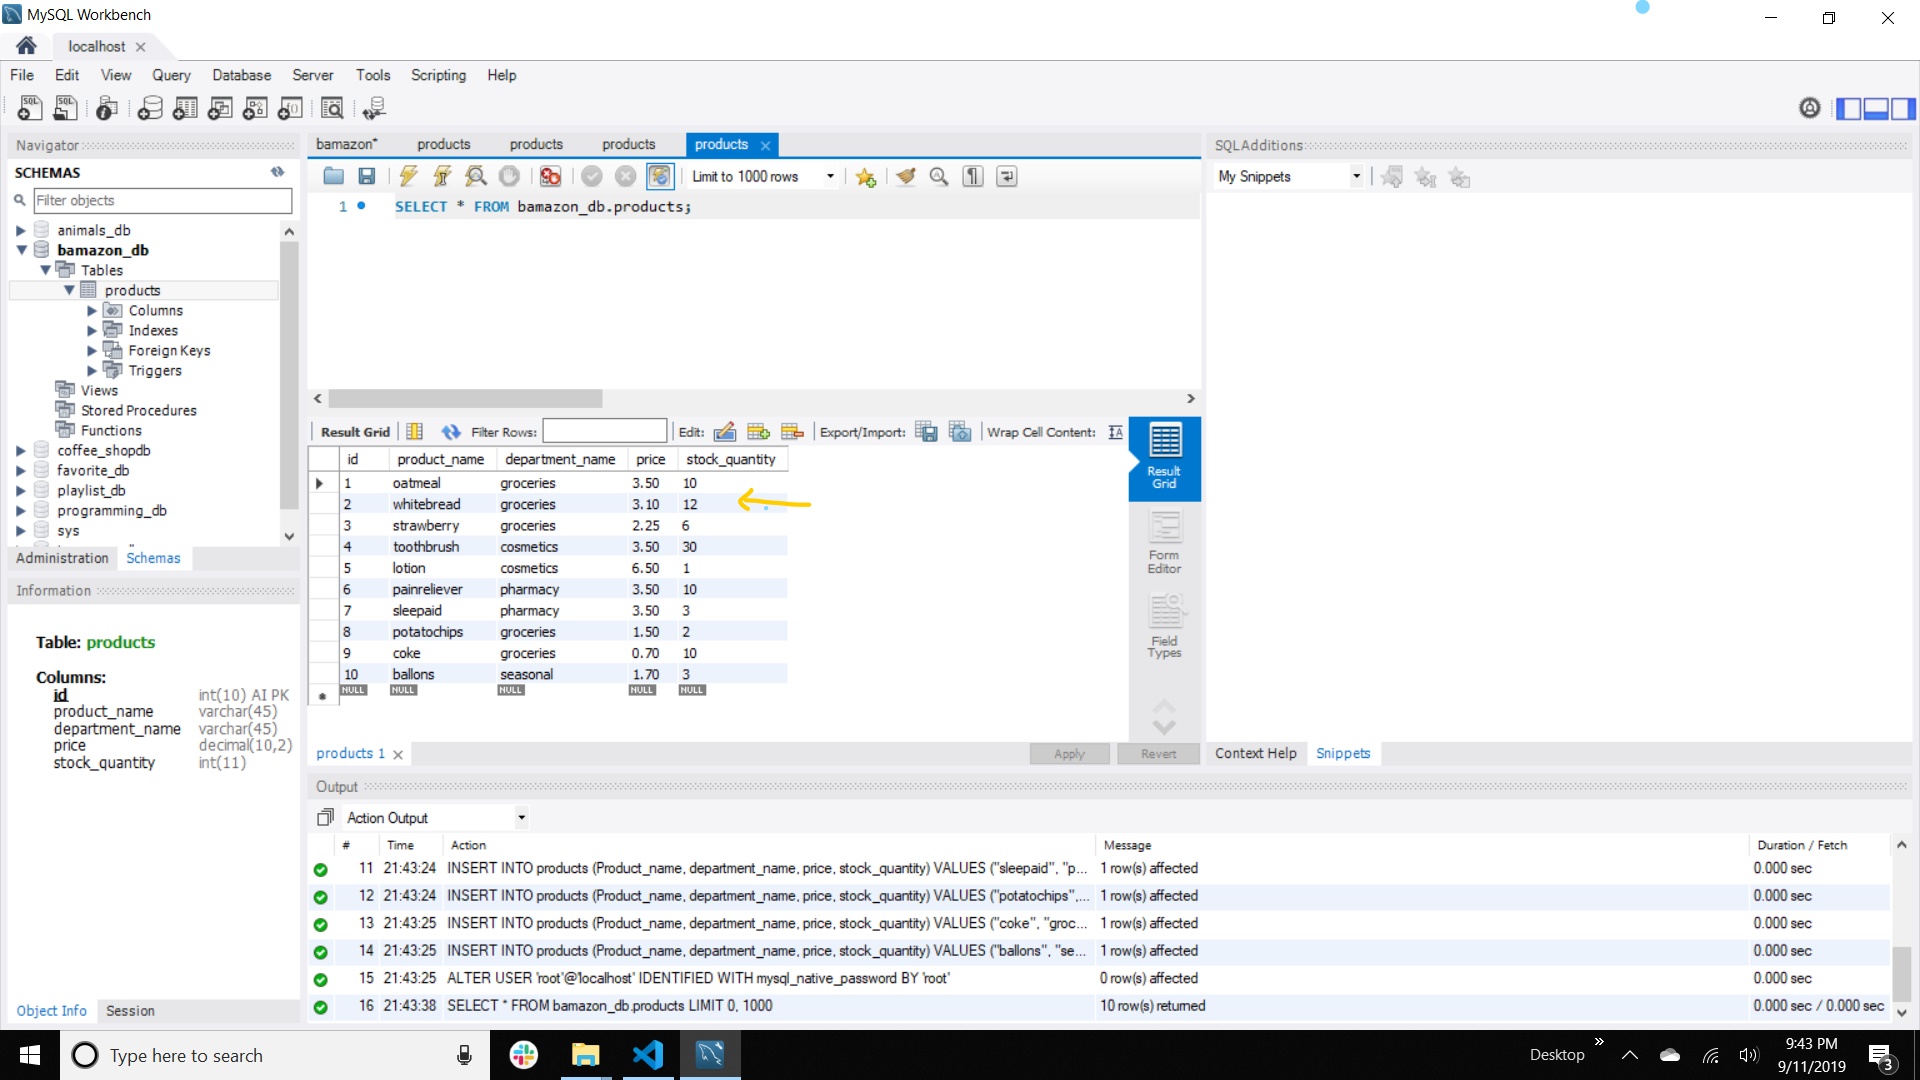 MySQL Workbench
localhost
File Edit View Query Database Server Tools Scripting Help
Navigator
SCHEMAS
Filter objects
animals_db
bamazon_db
Tables
products
Columns
Indexes
Foreign Keys
Triggers
Views
Stored Procedures
Functions
coffee_shopdb
favorite_db
playlist_db
programming_db
sys
Administration Schemas
Information
Table: products
Columns:
id int(10) AI PK
product_name varchar(45)
department_name varchar(45)
price decimal(10,2)
stock_quantity int(11)
Object Info Session
bamazon* products products products products
Limit to 1000 rows
1 SELECT * FROM bamazon_db.products;
Result Grid Filter Rows: Edit: Export/Import: Wrap Cell Content:
id product_name department_name price stock_quantity
1 oatmeal groceries 3.50 10
2 whitebread groceries 3.10 12
3 strawberry groceries 2.25 6
4 toothbrush cosmetics 3.50 30
5 lotion cosmetics 6.50 1
6 painreliever pharmacy 3.50 10
7 sleepaid pharmacy 3.50 3
8 potatochips groceries 1.50 2
9 coke groceries 0.70 10
10 ballons seasonal 1.70 3
NULL NULL NULL NULL NULL
Result
Grid
Form
Editor
Field
Types
products 1 Apply Revert
SQLAdditions
My Snippets
Context Help Snippets
Output
Action Output
# Time Action Message Duration / Fetch
11 21:43:24 INSERT INTO products (Product_name, department_name, price, stock_quantity) VALUES ("sleepaid", "p... 1 row(s) affected 0.000 sec
12 21:43:24 INSERT INTO products (Product_name, department_name, price, stock_quantity) VALUES ("potatochips",... 1 row(s) affected 0.000 sec
13 21:43:25 INSERT INTO products (Product_name, department_name, price, stock_quantity) VALUES ("coke", "groc... 1 row(s) affected 0.000 sec
14 21:43:25 INSERT INTO products (Product_name, department_name, price, stock_quantity) VALUES ("ballons", "se... 1 row(s) affected 0.000 sec
15 21:43:25 ALTER USER 'root'@'localhost' IDENTIFIED WITH mysql_native_password BY 'root' 0 row(s) affected 0.000 sec
16 21:43:38 SELECT * FROM bamazon_db.products LIMIT 0, 1000 10 row(s) returned 0.000 sec / 0.000 sec
Type here to search
Desktop
9:43 PM
9/11/2019
3